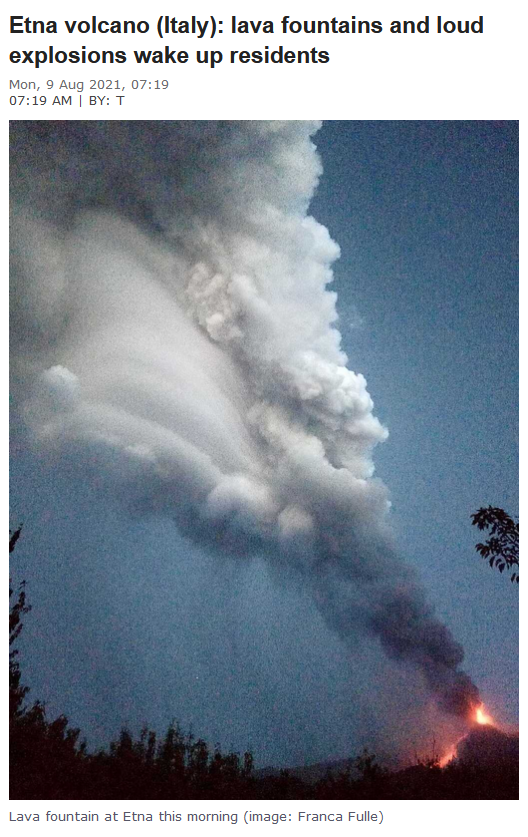 Etna volcano (Italy): lava fountains and loud
explosions wake up residents
Mon, 9 Aug 2021, 07:19
07:19 AM | BY: T
Lava fountain at Etna this morning (image: Franca Fulle)